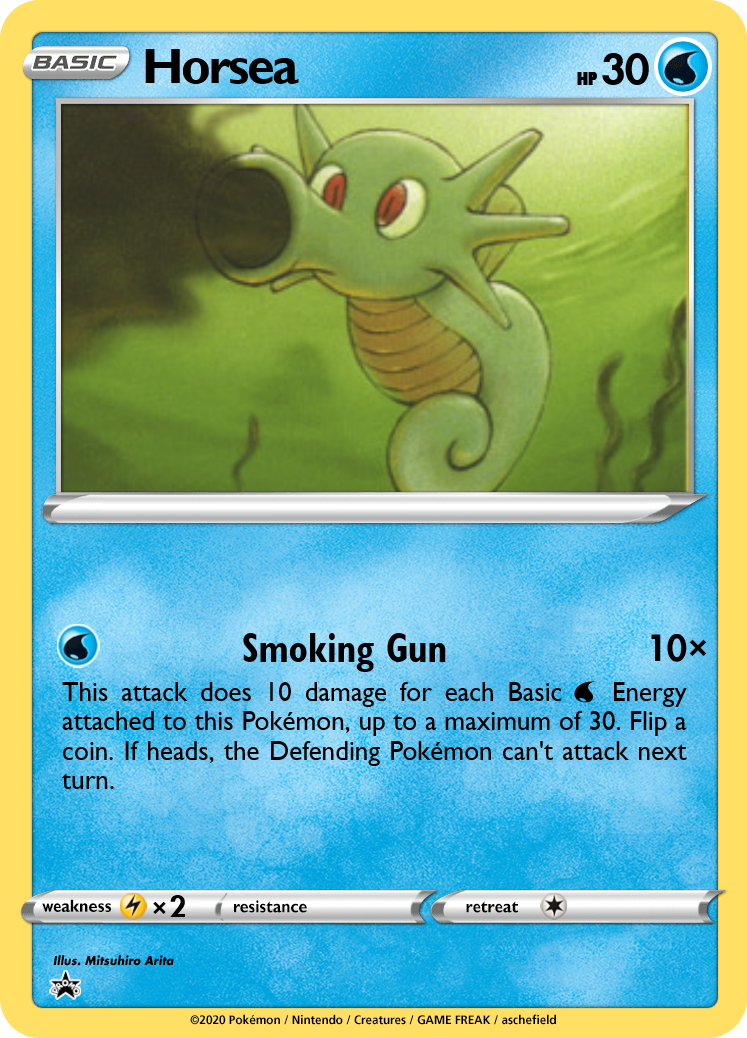 BASIC Horsea HP 30
Smoking Gun 10×
This attack does 10 damage for each Basic Energy
attached to this Pokémon, up to a maximum of 30. Flip a
coin. If heads, the Defending Pokémon can't attack next
turn.
weakness ×2 resistance retreat
Illus. Mitsuhiro Arita
PROMO
©2020 Pokémon / Nintendo / Creatures / GAME FREAK / aschefield